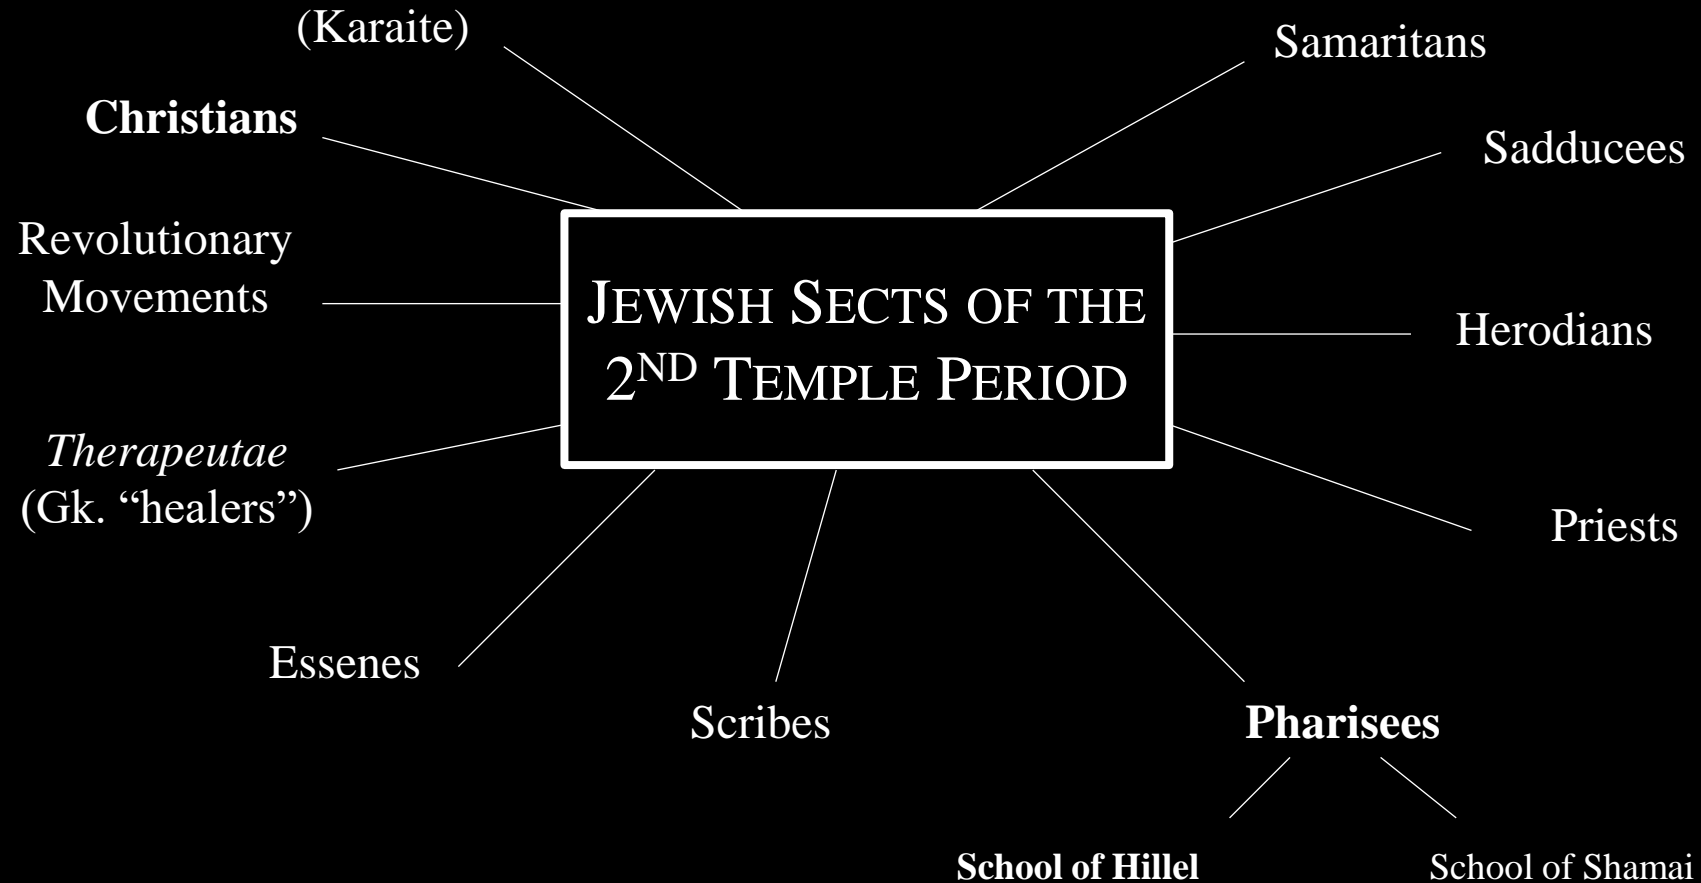 (Karaite)
Samaritans
Christians
Sadducees
Revolutionary
Movements
JEWISH SECTS OF THE
2ND TEMPLE PERIOD
Herodians
Therapeutae
(Gk. “healers”)
Priests
Essenes
Scribes
Pharisees
School of Hillel
School of Shamai